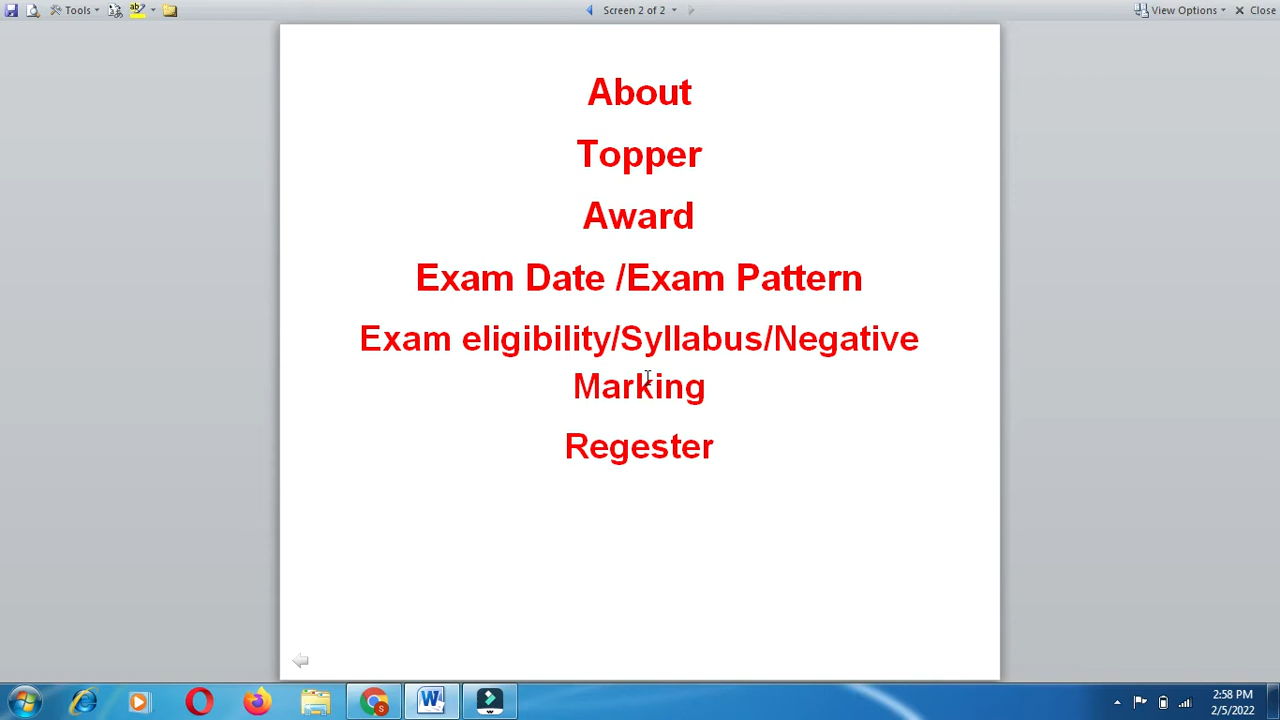 Tools
Screen 2 of 2
View Options
Close
About
Topper
Award
Exam Date /Exam Pattern
Exam eligibility/Syllabus/Negative
Marking
Regester
2:58 PM
2/5/2022